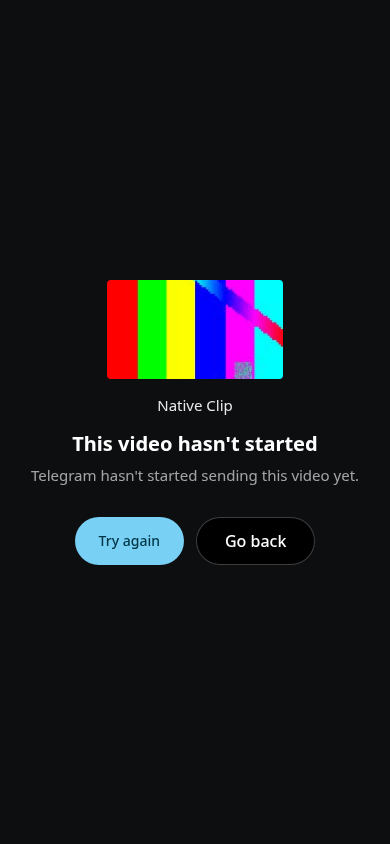 Native Clip
This video hasn't started
Telegram hasn't started sending this video yet.
Try again
Go back